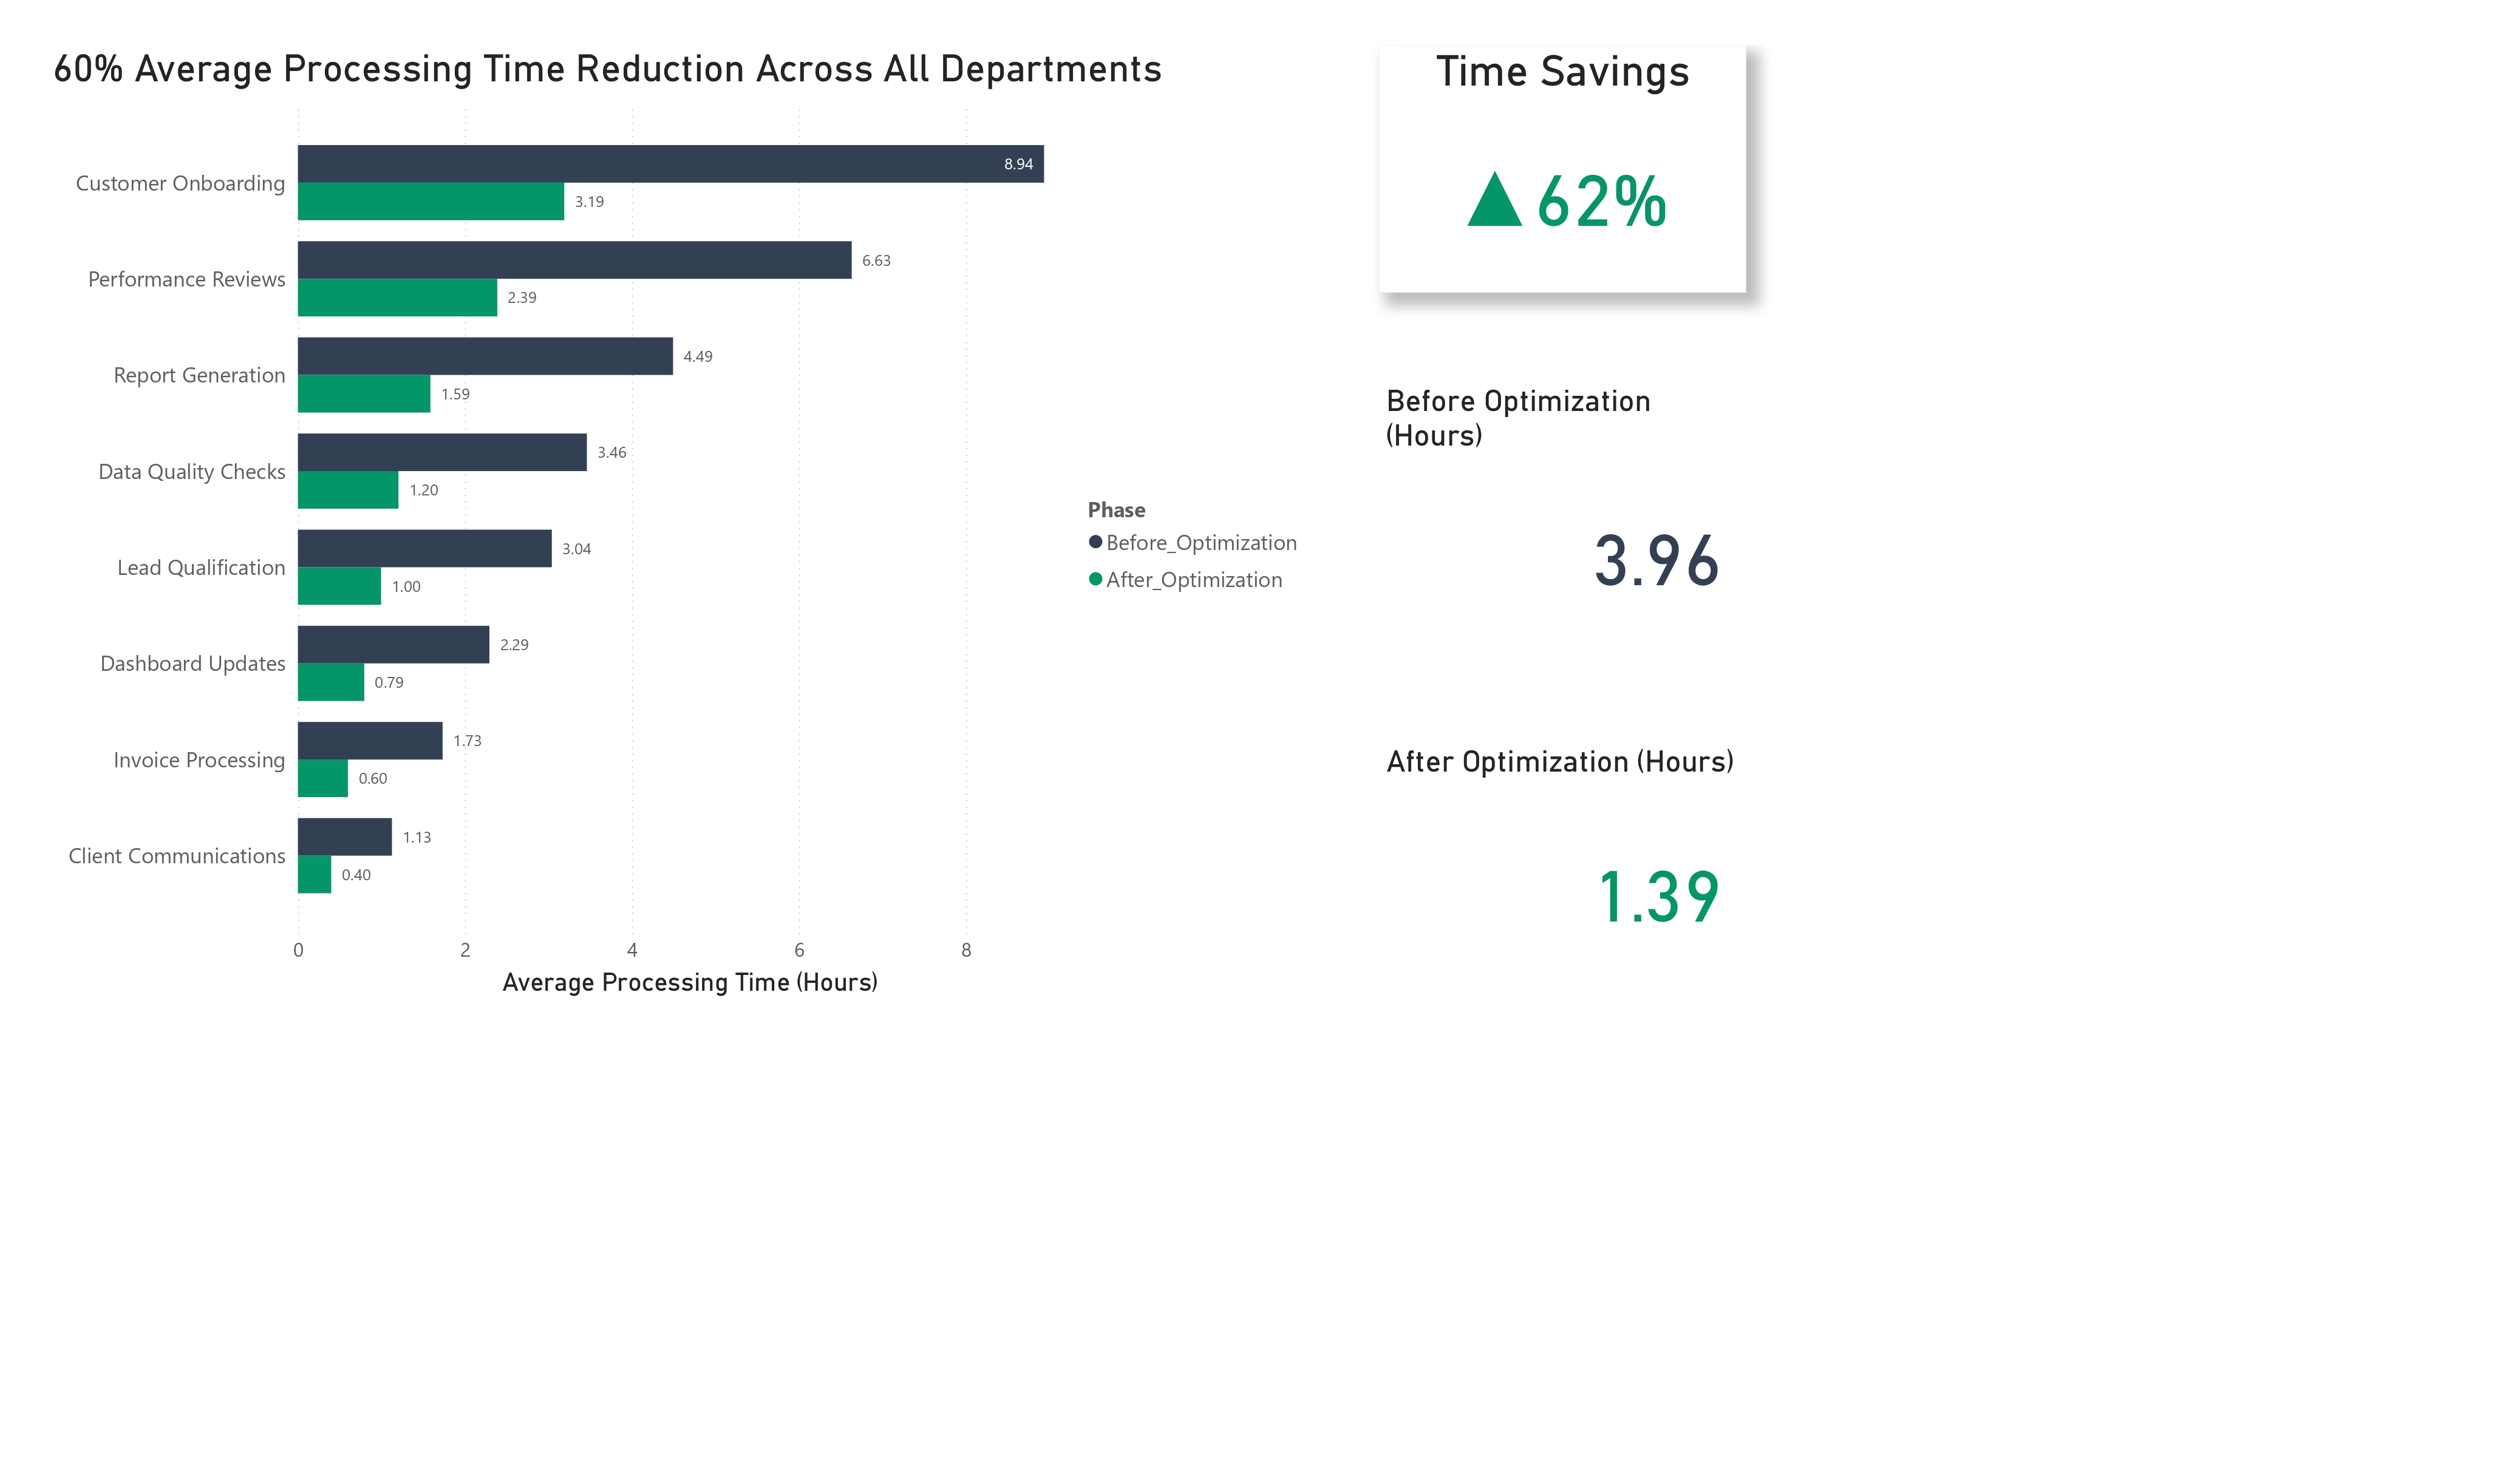 60% Average Processing Time Reduction Across All Departments
Customer Onboarding
8.94
3.19
Performance Reviews
6.63
2.39
Report Generation
4.49
1.59
Data Quality Checks
3.46
1.20
Lead Qualification
3.04
1.00
Dashboard Updates
2.29
0.79
Invoice Processing
1.73
0.60
Client Communications
1.13
0.40
0 2 4 6 8
Average Processing Time (Hours)
Phase
Before_Optimization
After_Optimization
Time Savings
▲62%
Before Optimization
(Hours)
3.96
After Optimization (Hours)
1.39